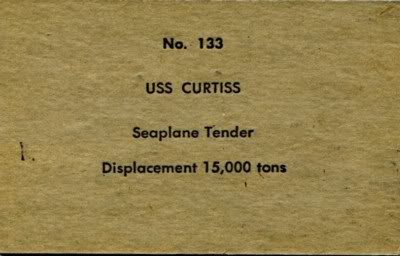 No. 133
USS CURTISS
Seaplane Tender
Displacement 15,000 tons